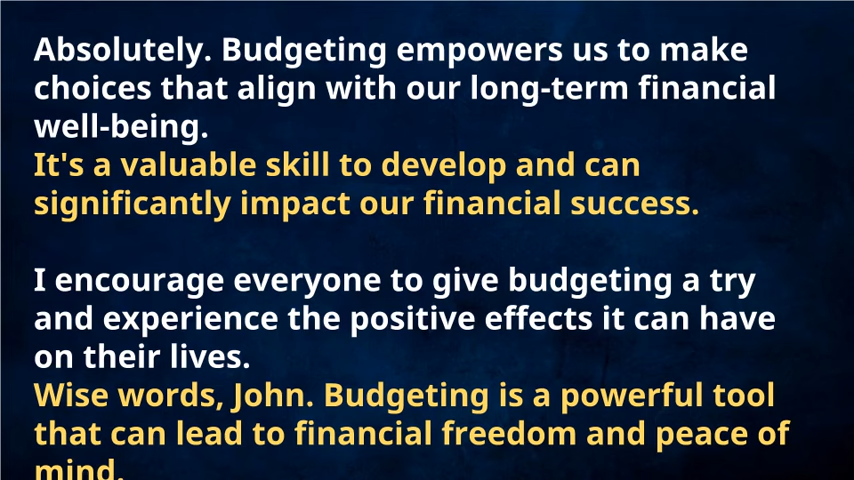 Absolutely. Budgeting empowers us to make
choices that align with our long-term financial
well-being.
It's a valuable skill to develop and can
significantly impact our financial success.
I encourage everyone to give budgeting a try
and experience the positive effects it can have
on their lives.
Wise words, John. Budgeting is a powerful tool
that can lead to financial freedom and peace of
mind.